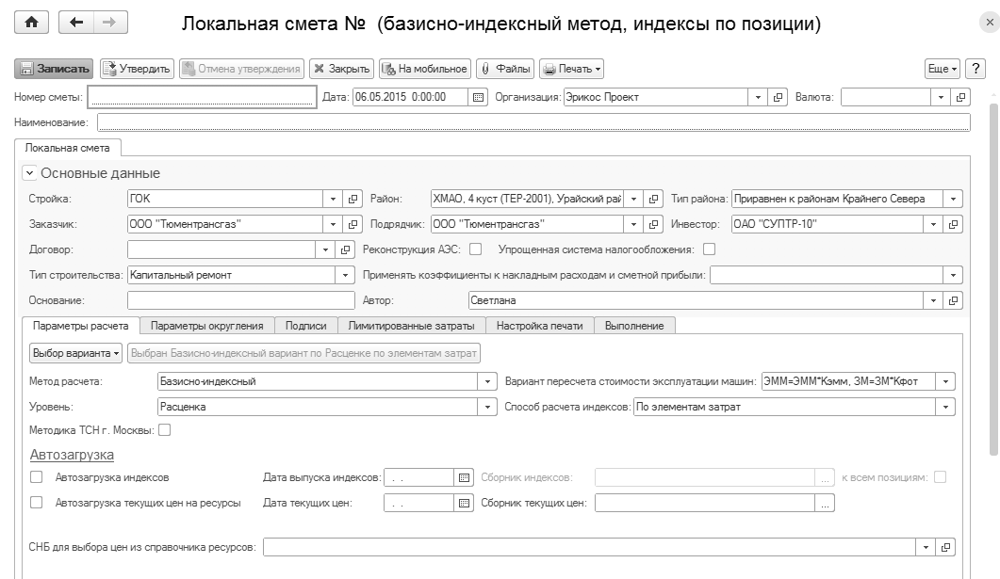 Локальная смета № (базисно-индексный метод, индексы по позиции)
Записать Утвердить Отмена утверждения Закрыть На мобильное Файлы Печать Еще ?
Номер сметы: Дата: 06.05.2015 0:00:00 Организация: Эрикос Проект Валюта:
Наименование:
Локальная смета
Основные данные
Стройка: ГОК Район: ХМАО, 4 куст (ТЕР-2001), Урайский рай Тип района: Приравнен к районам Крайнего Севера
Заказчик: ООО "Тюментрансгаз" Подрядчик: ООО "Тюментрансгаз" Инвестор: ОАО "СУПТР-10"
Договор: Реконструкция АЭС: Упрощенная система налогообложения:
Тип строительства: Капитальный ремонт Применять коэффициенты к накладным расходам и сметной прибыли:
Основание: Автор: Светлана
Параметры расчета Параметры округления Подписи Лимитированные затраты Настройка печати Выполнение
Выбор варианта Выбран Базисно-индексный вариант по Расценке по элементам затрат
Метод расчета: Базисно-индексный Вариант пересчета стоимости эксплуатации машин: ЭММ=ЭММ*Кэмм, ЗМ=ЗМ*Кфот
Уровень: Расценка Способ расчета индексов: По элементам затрат
Методика ТСН г. Москвы:
Автозагрузка
Автозагрузка индексов Дата выпуска индексов: . . Сборник индексов: ... к всем позициям:
Автозагрузка текущих цен на ресурсы Дата текущих цен: . . Сборник текущих цен: ...
СНБ для выбора цен из справочника ресурсов: